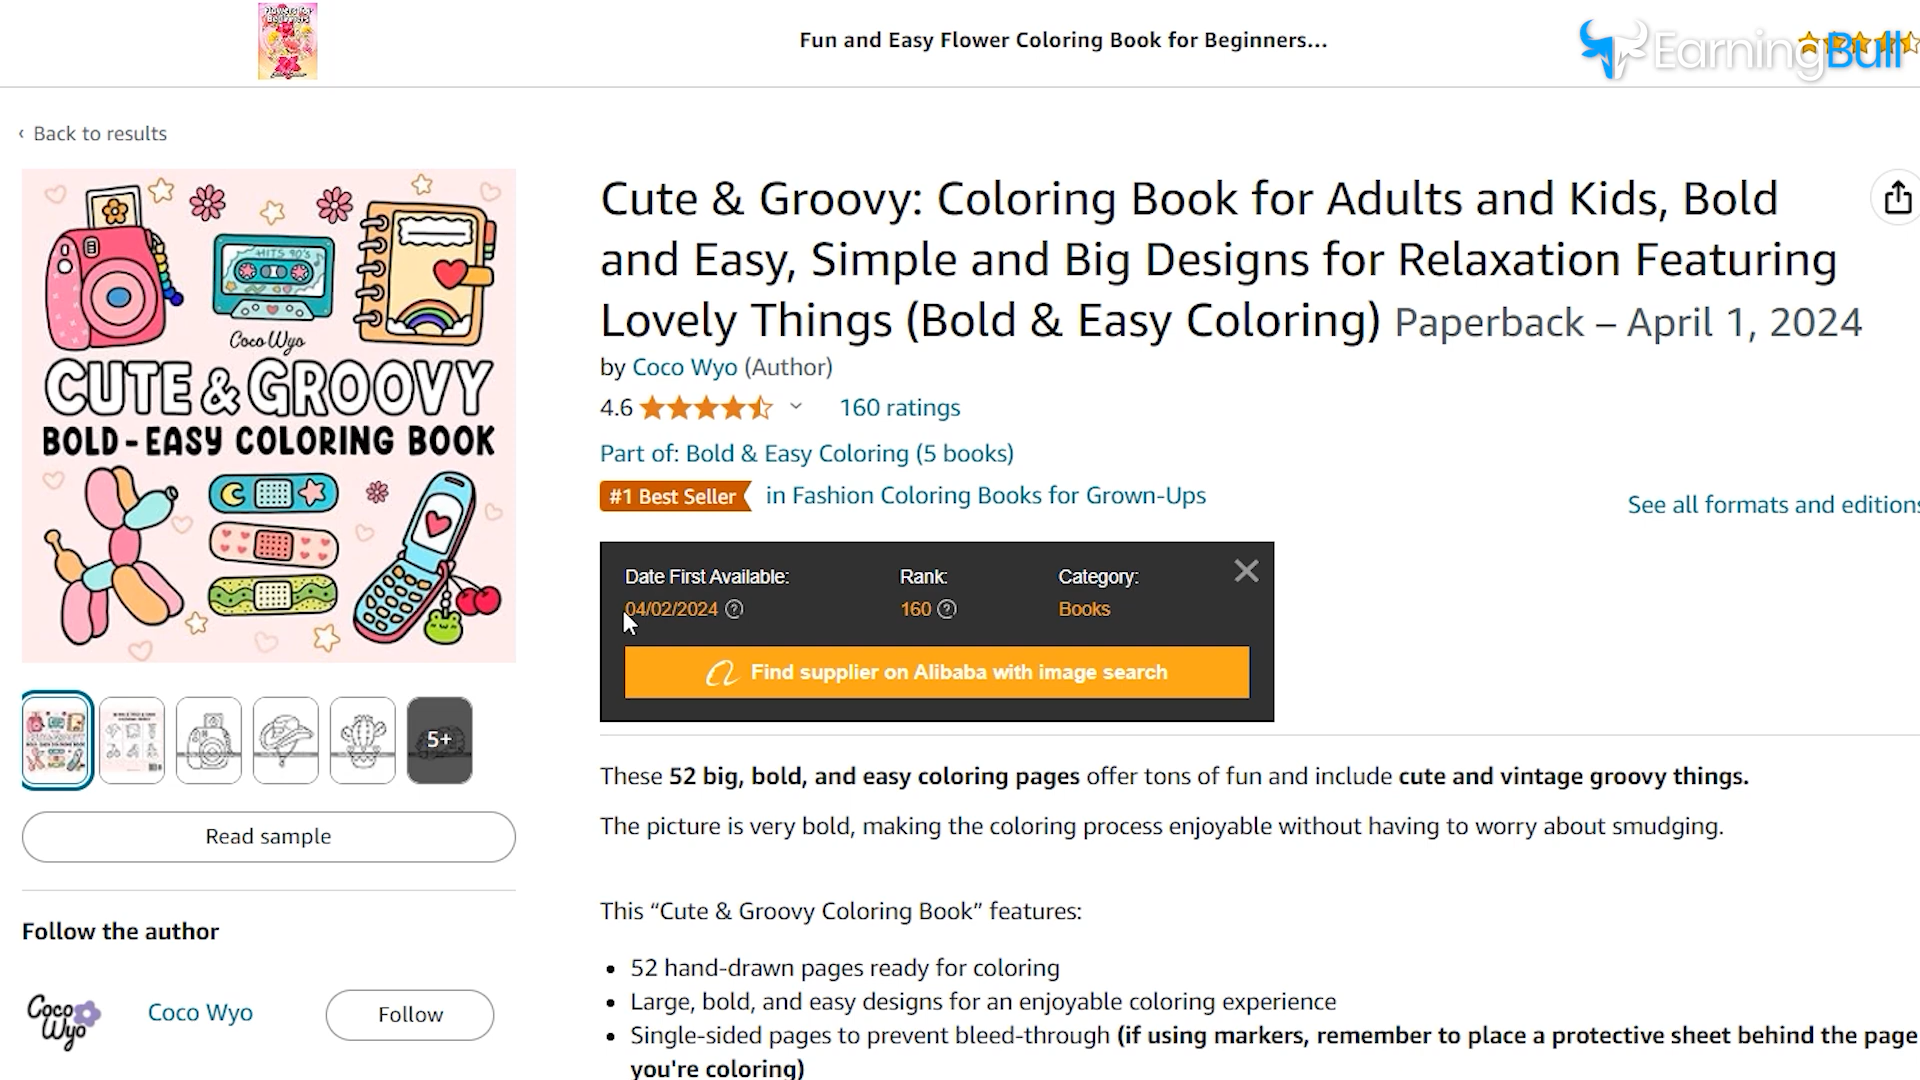 Flowers for
Beginners
Fun and Easy Flower Coloring Book for Beginners...
EarningBull
‹ Back to results
HITS 90's
Coco Wyo
CUTE & GROOVY
BOLD - EASY COLORING BOOK
5+
Read sample
Follow the author
Coco Wyo
Coco Wyo
Follow
Cute & Groovy: Coloring Book for Adults and Kids, Bold
and Easy, Simple and Big Designs for Relaxation Featuring
Lovely Things (Bold & Easy Coloring) Paperback – April 1, 2024
by Coco Wyo (Author)
4.6 160 ratings
Part of: Bold & Easy Coloring (5 books)
#1 Best Seller in Fashion Coloring Books for Grown-Ups
See all formats and editions
Date First Available: Rank: Category:
04/02/2024 ? 160 ? Books
Find supplier on Alibaba with image search
These 52 big, bold, and easy coloring pages offer tons of fun and include cute and vintage groovy things.
The picture is very bold, making the coloring process enjoyable without having to worry about smudging.
This “Cute & Groovy Coloring Book” features:
• 52 hand-drawn pages ready for coloring
• Large, bold, and easy designs for an enjoyable coloring experience
• Single-sided pages to prevent bleed-through (if using markers, remember to place a protective sheet behind the page
you're coloring)